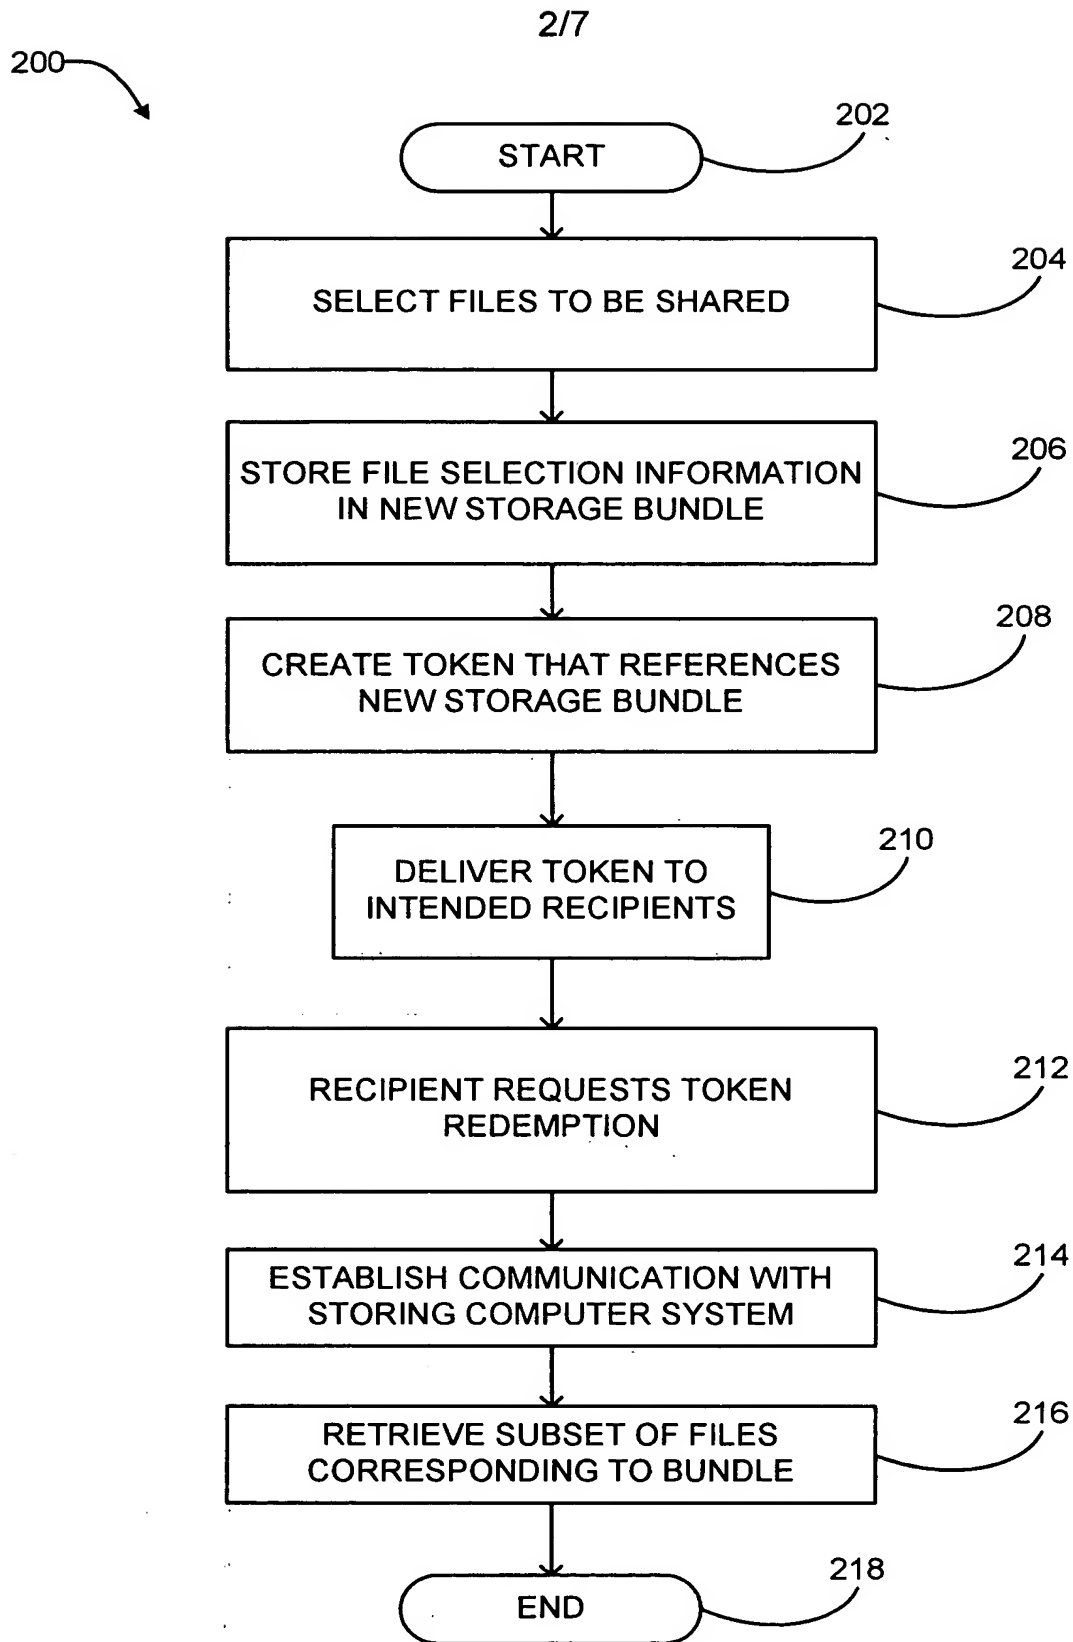 2/7
200
202
START
204
SELECT FILES TO BE SHARED
206
STORE FILE SELECTION INFORMATION
IN NEW STORAGE BUNDLE
208
CREATE TOKEN THAT REFERENCES
NEW STORAGE BUNDLE
210
DELIVER TOKEN TO
INTENDED RECIPIENTS
212
RECIPIENT REQUESTS TOKEN
REDEMPTION
214
ESTABLISH COMMUNICATION WITH
STORING COMPUTER SYSTEM
216
RETRIEVE SUBSET OF FILES
CORRESPONDING TO BUNDLE
218
END